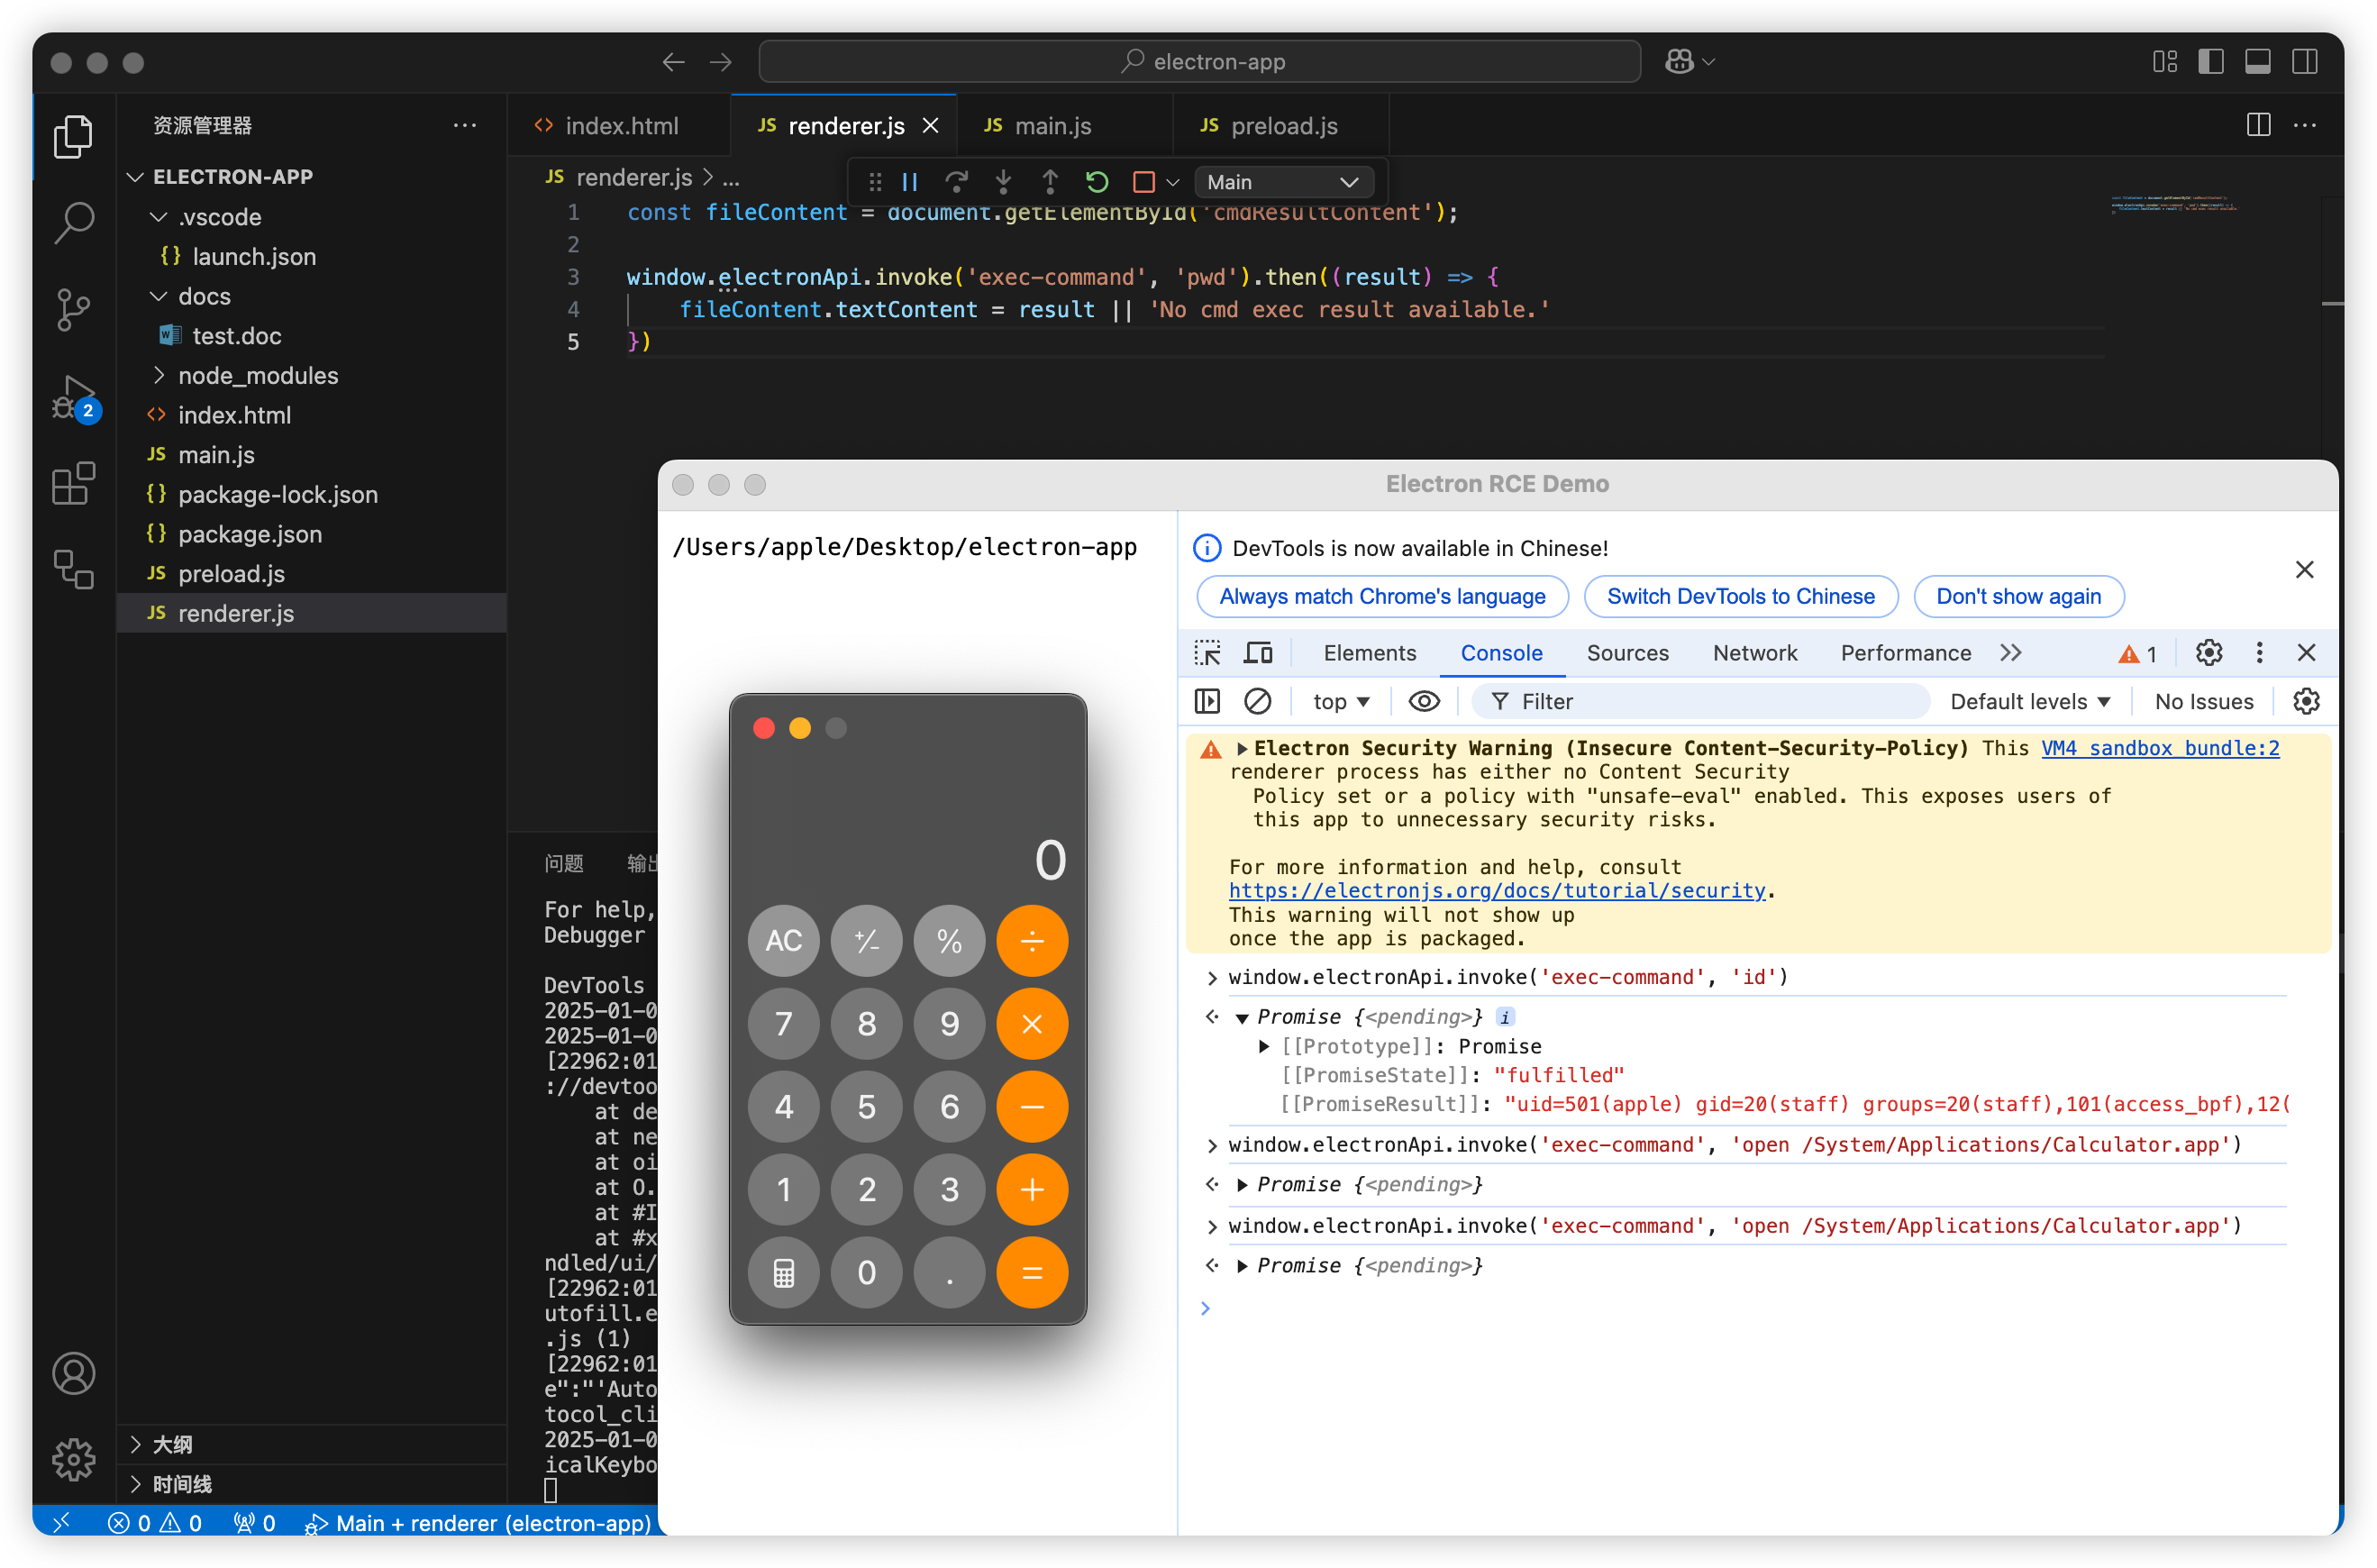 electron-app
资源管理器
ELECTRON-APP
.vscode
{} launch.json
docs
test.doc
node_modules
<> index.html
JS main.js
{} package-lock.json
{} package.json
JS preload.js
JS renderer.js
2
大纲
时间线
<> index.html
JS renderer.js
JS main.js
JS preload.js
JS renderer.js > ...
Main
1 const fileContent = document.getElementById('cmdResultContent');
2
3 window.electronApi.invoke('exec-command', 'pwd').then((result) => {
4 fileContent.textContent = result || 'No cmd exec result available.'
5 })
问题 输出
For help,
Debugger
DevTools
2025-01-0
2025-01-0
[22962:01
://devtoo
at de
at ne
at oi
at O.
at #I
at #x
ndled/ui/
[22962:01
utofill.e
.js (1)
[22962:01
e":"'Auto
tocol_cli
2025-01-0
icalKeybo
0 0 0 Main + renderer (electron-app)
Electron RCE Demo
/Users/apple/Desktop/electron-app
0
AC +/− % ÷
7 8 9 ×
4 5 6 −
1 2 3 +
0 . =
DevTools is now available in Chinese!
Always match Chrome's language
Switch DevTools to Chinese
Don't show again
Elements Console Sources Network Performance 1
top Filter Default levels No Issues
Electron Security Warning (Insecure Content-Security-Policy) This VM4 sandbox_bundle:2
renderer process has either no Content Security
Policy set or a policy with "unsafe-eval" enabled. This exposes users of
this app to unnecessary security risks.
For more information and help, consult
https://electronjs.org/docs/tutorial/security.
This warning will not show up
once the app is packaged.
window.electronApi.invoke('exec-command', 'id')
Promise {<pending>} i
[[Prototype]]: Promise
[[PromiseState]]: "fulfilled"
[[PromiseResult]]: "uid=501(apple) gid=20(staff) groups=20(staff),101(access_bpf),12(
window.electronApi.invoke('exec-command', 'open /System/Applications/Calculator.app')
Promise {<pending>}
window.electronApi.invoke('exec-command', 'open /System/Applications/Calculator.app')
Promise {<pending>}